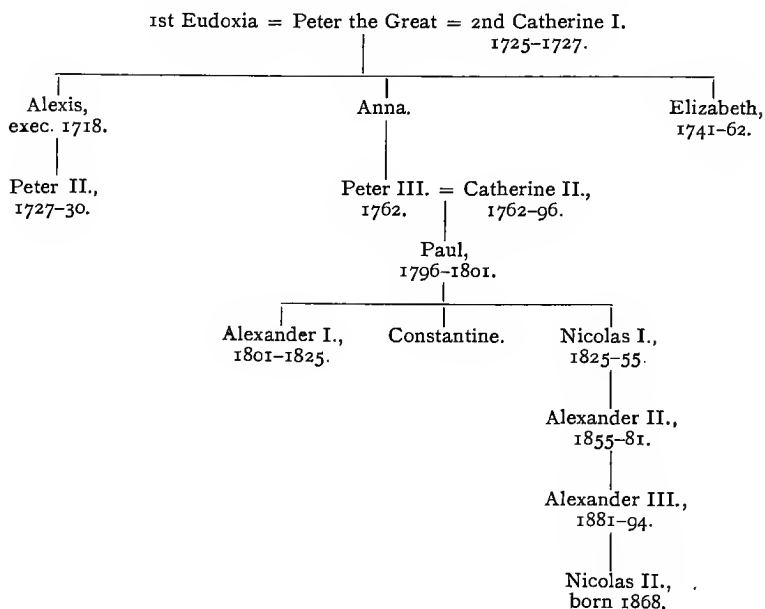 1st Eudoxia = Peter the Great = 2nd Catherine I.
1725-1727.
Alexis,
exec. 1718.
Anna.
Elizabeth,
1741-62.
Peter II.,
1727-30.
Peter III. = Catherine II.,
1762.
1762-96.
Paul,
1796-1801.
Alexander I.,
1801-1825.
Constantine.
Nicolas I.,
1825-55.
Alexander II.,
1855-81.
Alexander III.,
1881-94.
Nicolas II.,
born 1868.